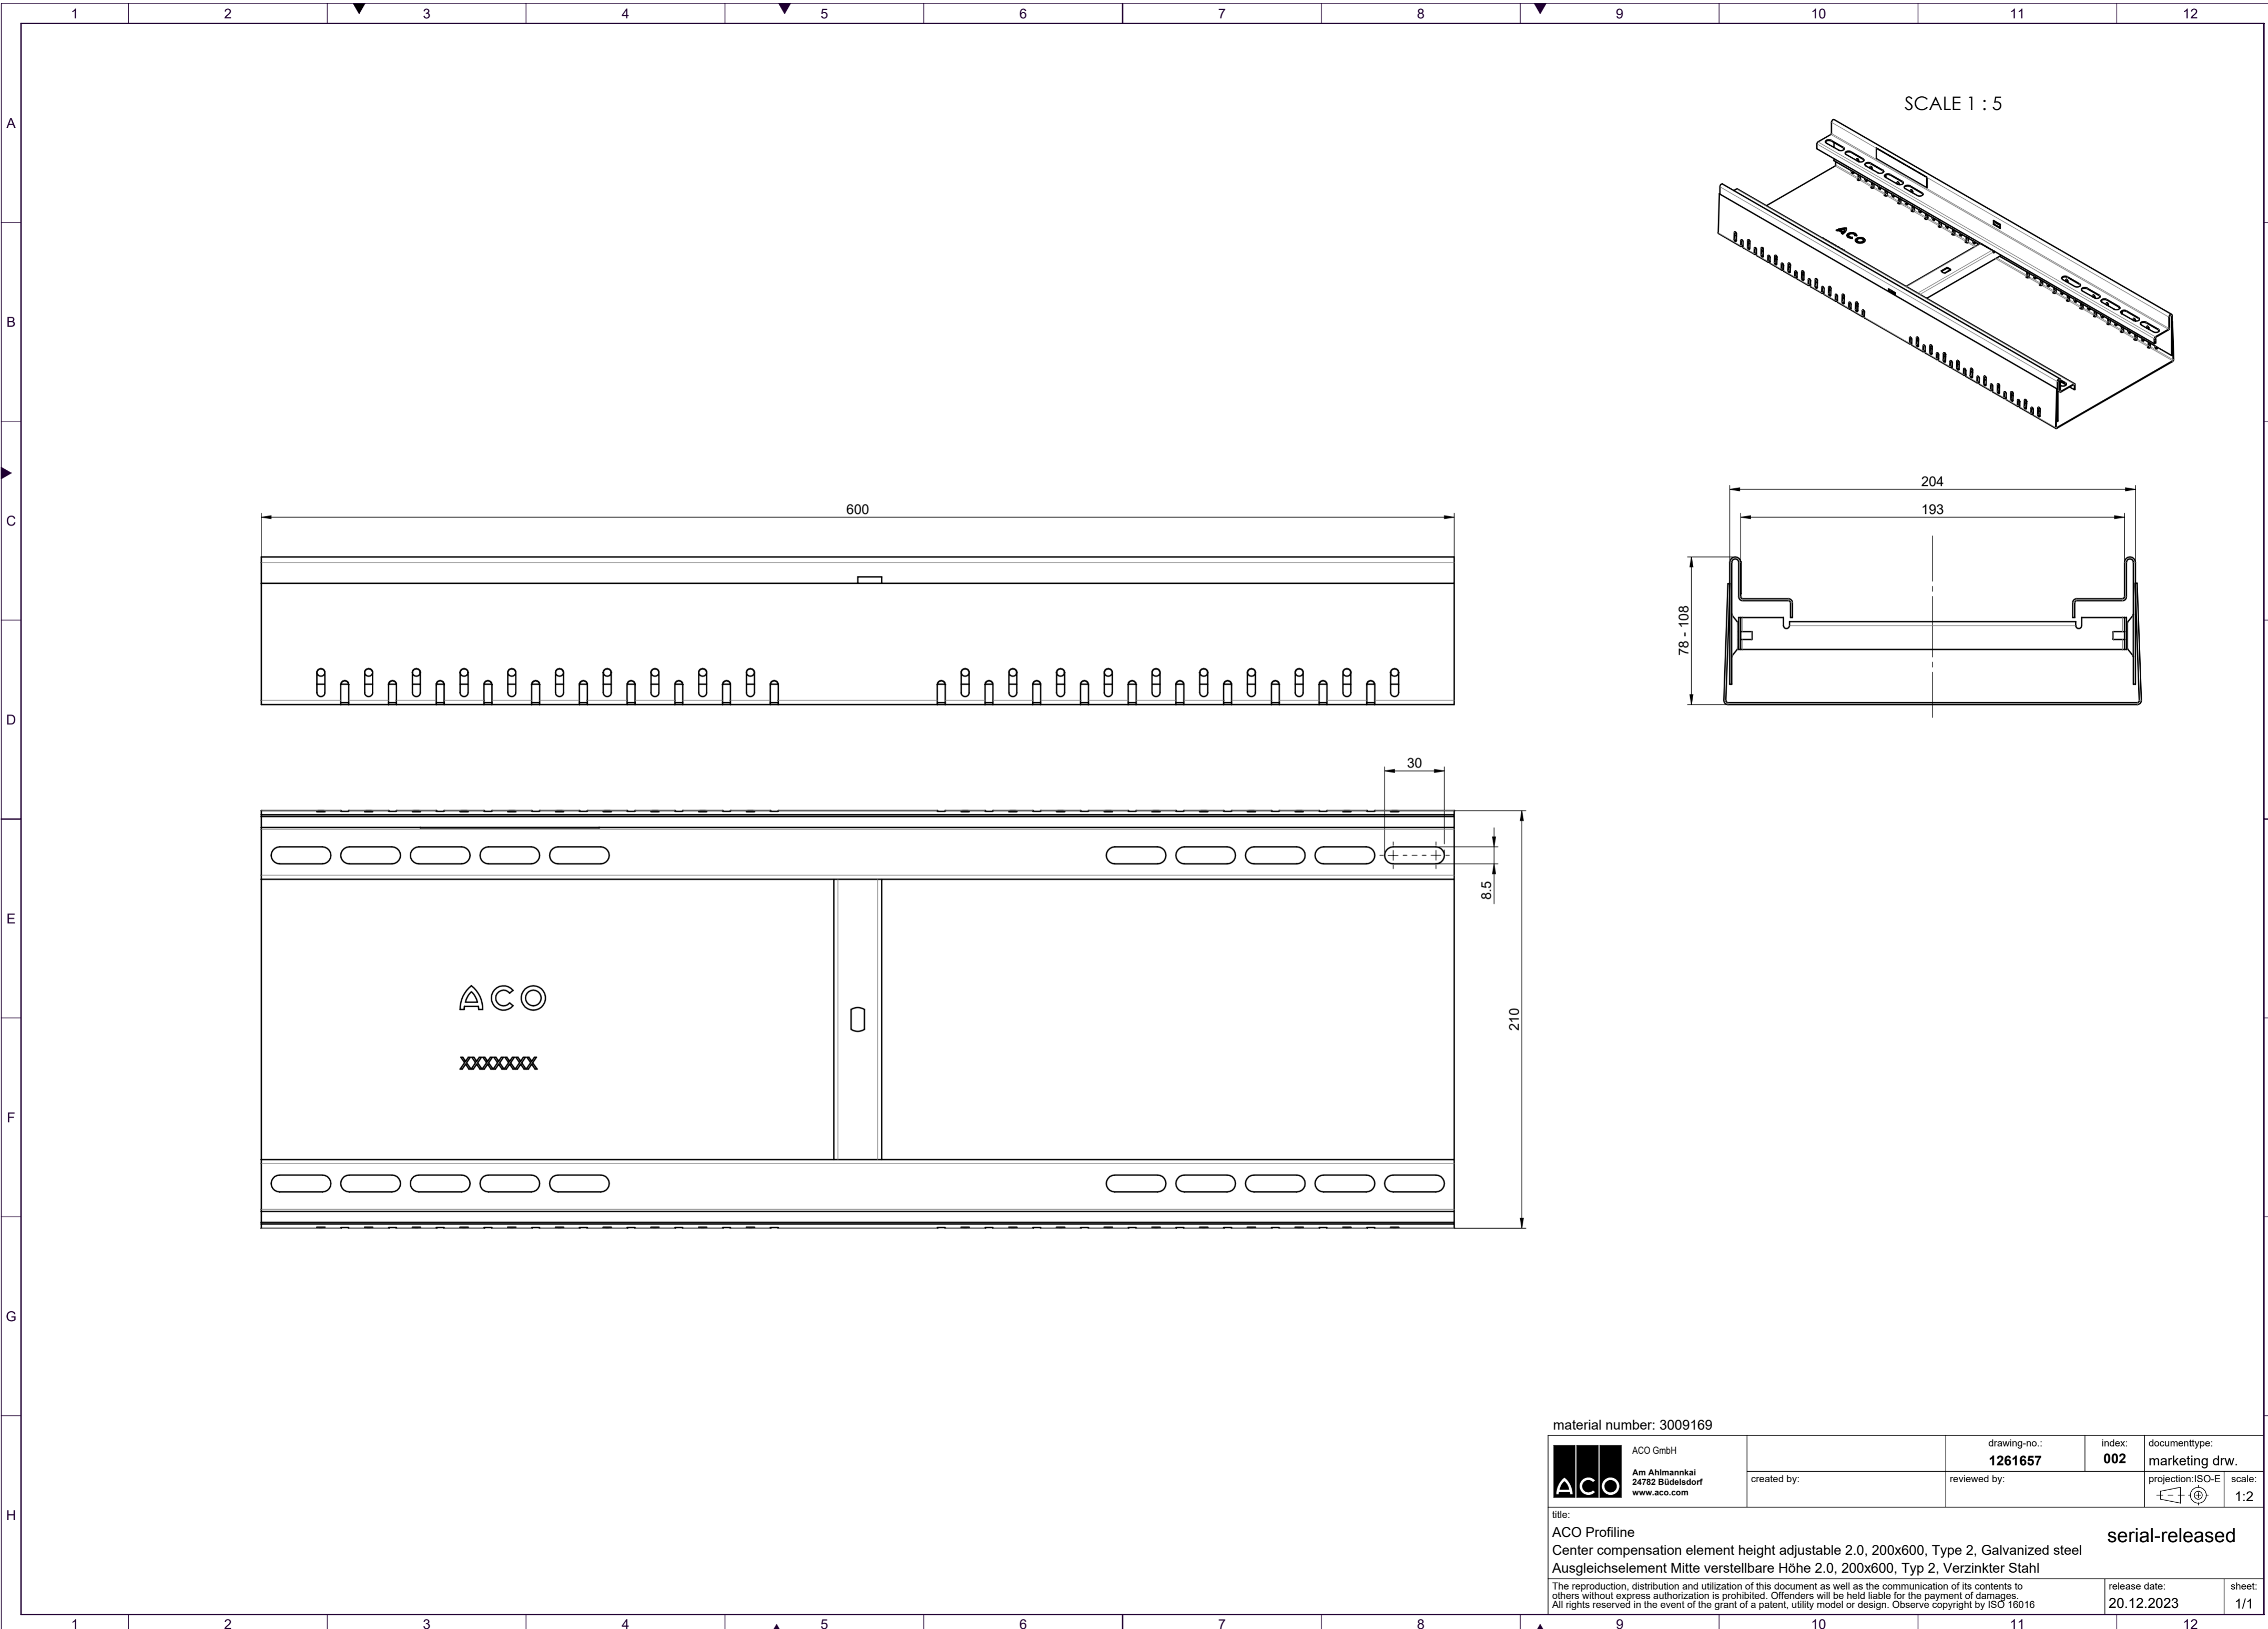 1 2 3 4 5 6 7 8 9 10 11 12
A
B
C
D
E
F
G
H
SCALE 1 : 5
ACO
600
204
193
78 - 108
30
8.5
210
ACO
XXXXXXX
material number: 3009169
ACO
ACO GmbH
Am Ahlmannkai
24782 Büdelsdorf
www.aco.com
drawing-no.:
1261657
index:
002
documenttype:
marketing drw.
created by:
reviewed by:
projection:ISO-E
scale:
1:2
title:
ACO Profiline
Center compensation element height adjustable 2.0, 200x600, Type 2, Galvanized steel
Ausgleichselement Mitte verstellbare Höhe 2.0, 200x600, Typ 2, Verzinkter Stahl
serial-released
The reproduction, distribution and utilization of this document as well as the communication of its contents to
others without express authorization is prohibited. Offenders will be held liable for the payment of damages.
All rights reserved in the event of the grant of a patent, utility model or design. Observe copyright by ISO 16016
release date:
20.12.2023
sheet:
1/1
1 2 3 4 5 6 7 8 9 10 11 12